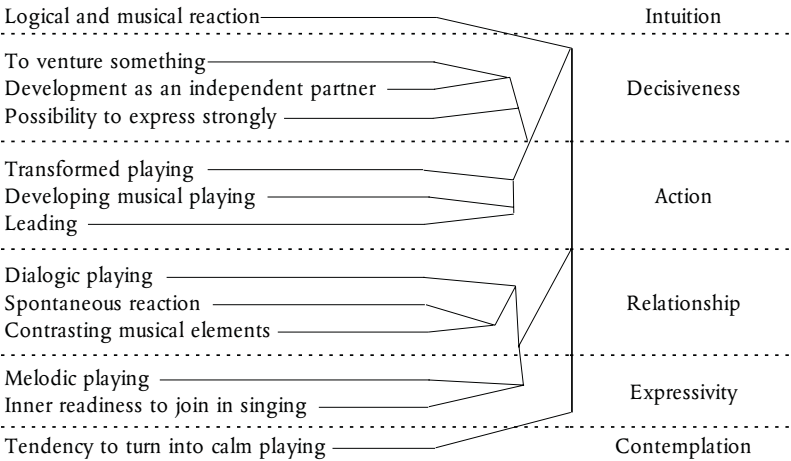 Logical and musical reaction
Intuition
To venture something
Development as an independent partner
Decisiveness
Possibility to express strongly
Transformed playing
Developing musical playing
Action
Leading
Dialogic playing
Spontaneous reaction
Relationship
Contrasting musical elements
Melodic playing
Expressivity
Inner readiness to join in singing
Tendency to turn into calm playing
Contemplation